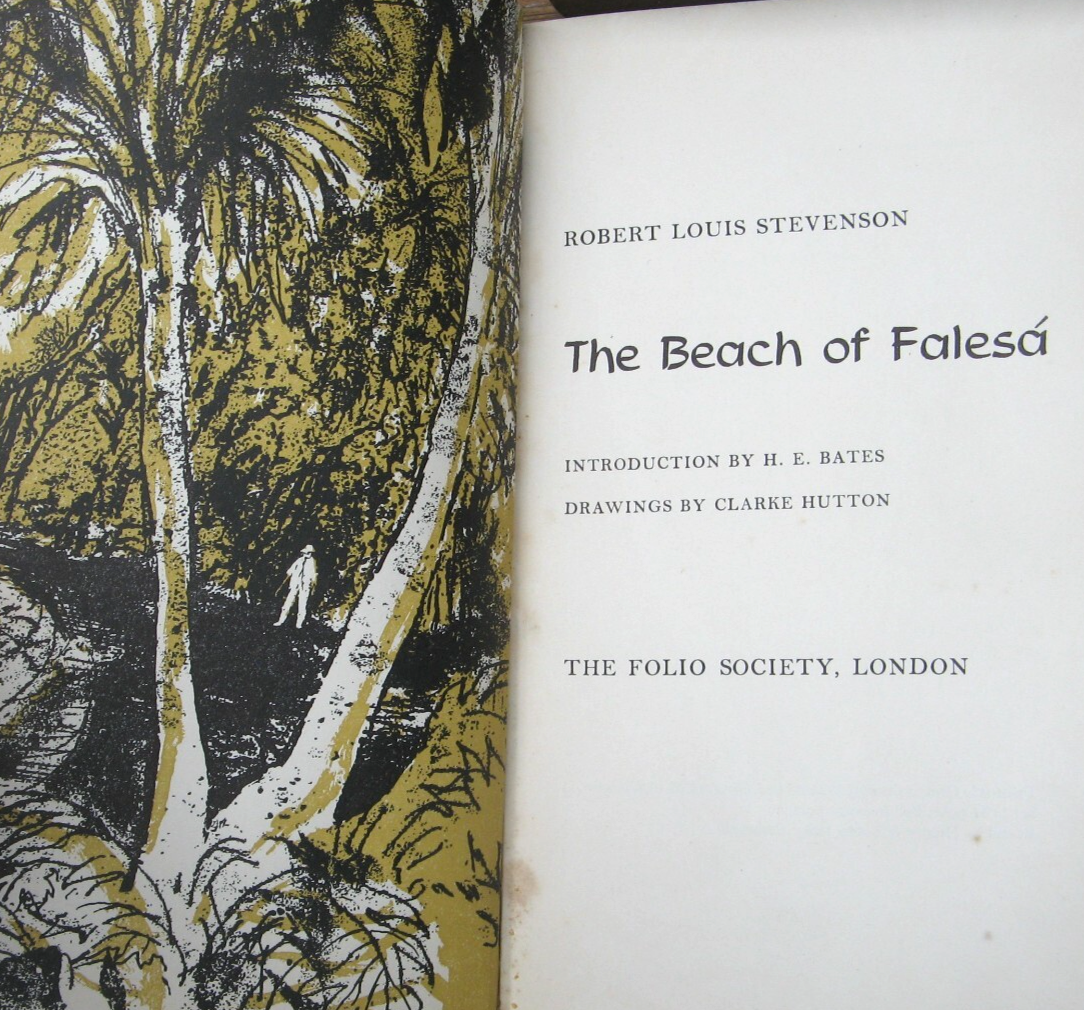 ROBERT LOUIS STEVENSON
The Beach of Falesá
INTRODUCTION BY H. E. BATES
DRAWINGS BY CLARKE HUTTON
THE FOLIO SOCIETY, LONDON